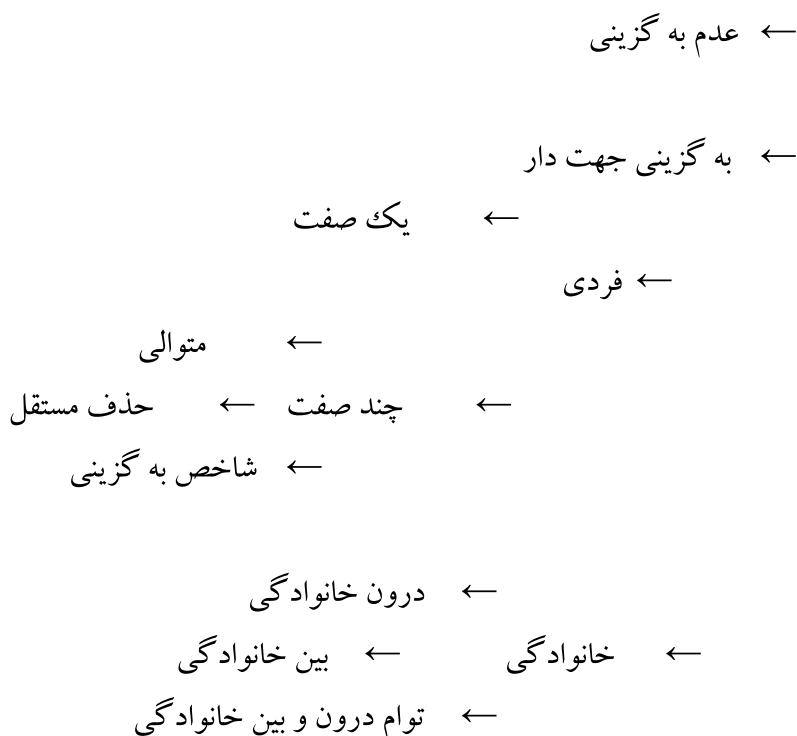 ← عدم به گزینی
← به گزینی جهت دار
← یک صفت
← فردی
← متوالی
← چند صفت ← حذف مستقل
← شاخص به گزینی
← درون خانوادگی
← خانوادگی ← بین خانوادگی
← توام درون و بین خانوادگی